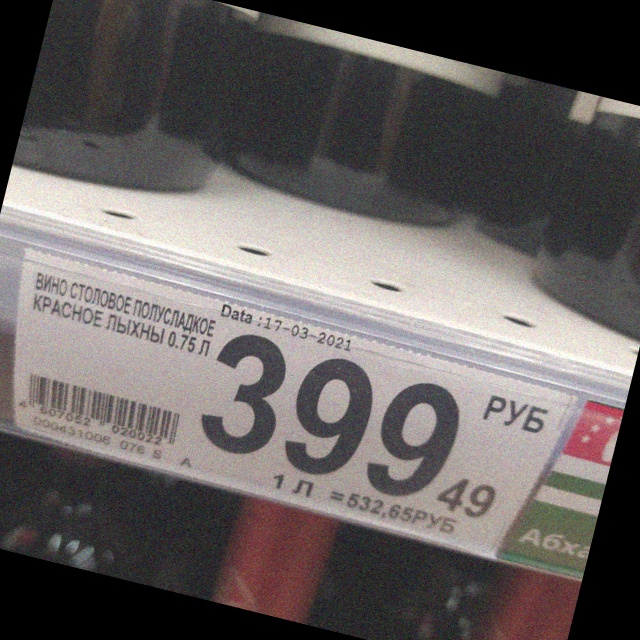 ВИНО СТОЛОВОЕ ПОЛУСЛАДКОЕ
КРАСНОЕ ЛЫХНЫ 0.75 Л
Data :17-03-2021
399 49
РУБ
1 Л =532,65РУБ
Абха